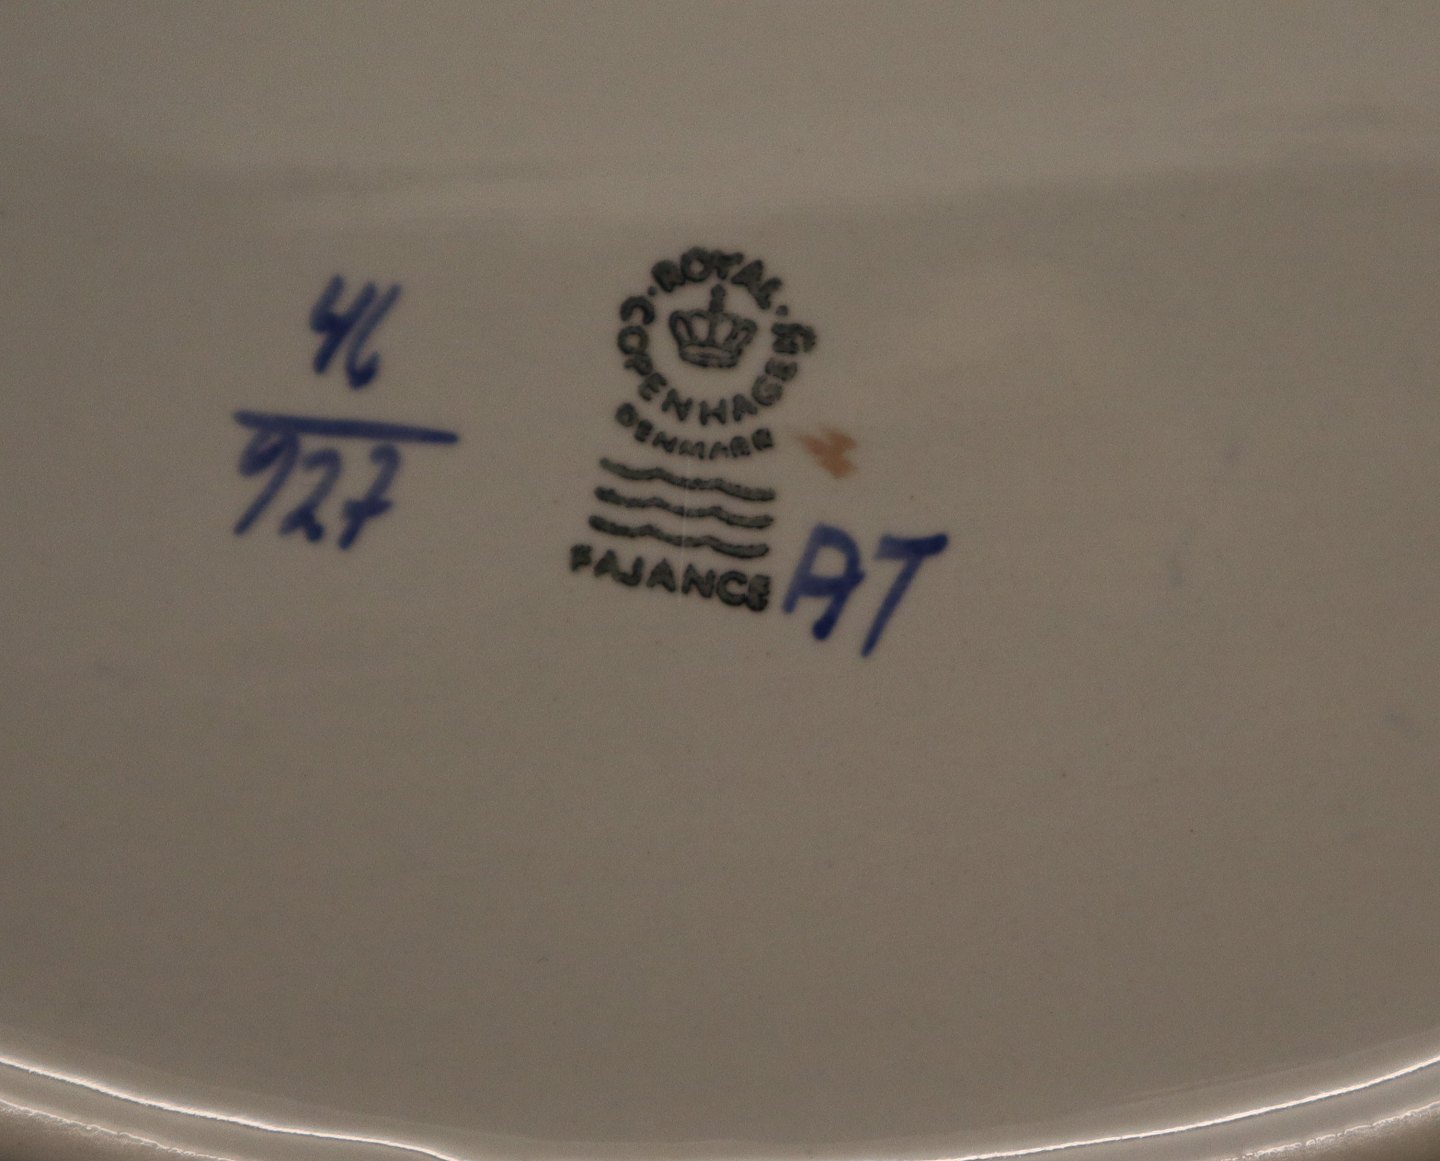 46
927
ROYAL
COPENHAGEN
DENMARK
FAJANCE
AT